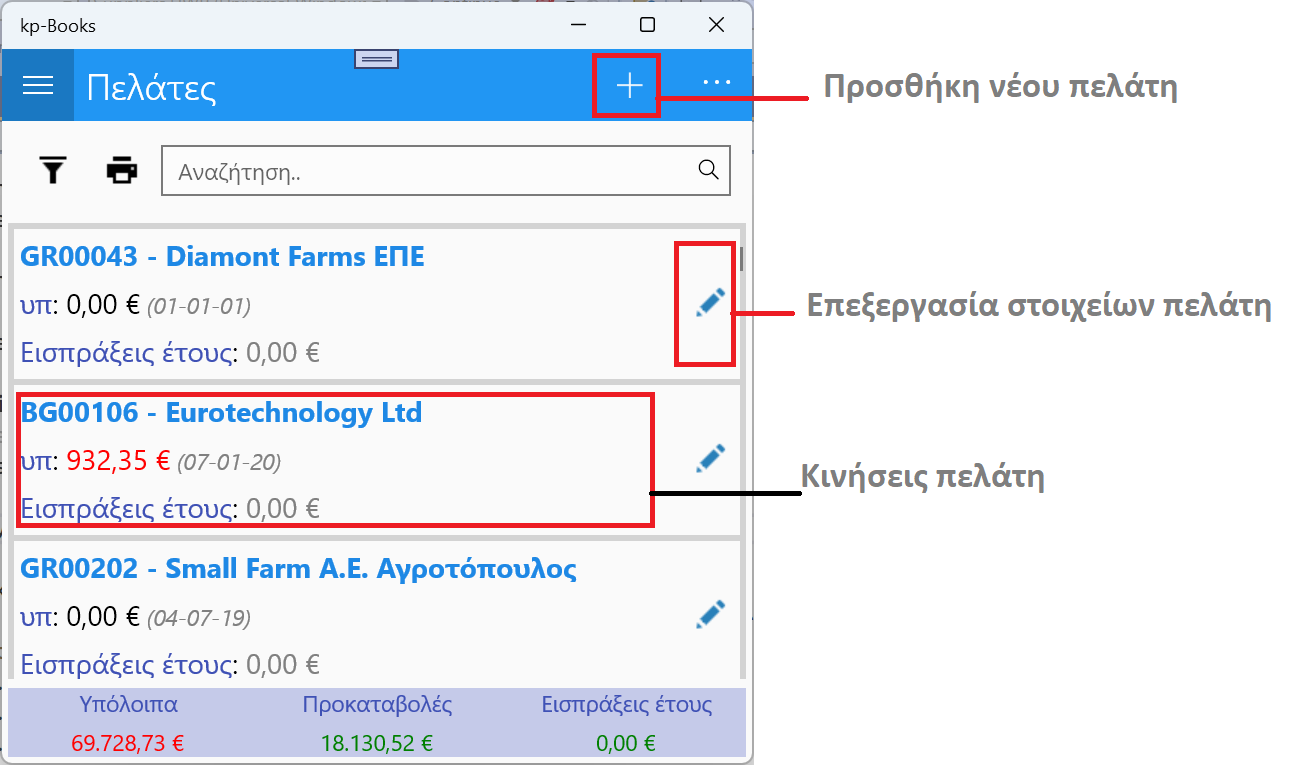 kp-Books
Πελάτες
Προσθήκη νέου πελάτη
Αναζήτηση..
GR00043 - Diamont Farms ΕΠΕ
υπ: 0,00 € (01-01-01)
Εισπράξεις έτους: 0,00 €
Επεξεργασία στοιχείων πελάτη
BG00106 - Eurotechnology Ltd
υπ: 932,35 € (07-01-20)
Εισπράξεις έτους: 0,00 €
Κινήσεις πελάτη
GR00202 - Small Farm Α.Ε. Αγροτόπουλος
υπ: 0,00 € (04-07-19)
Εισπράξεις έτους: 0,00 €
Υπόλοιπα Προκαταβολές Εισπράξεις έτους
69.728,73 € 18.130,52 € 0,00 €